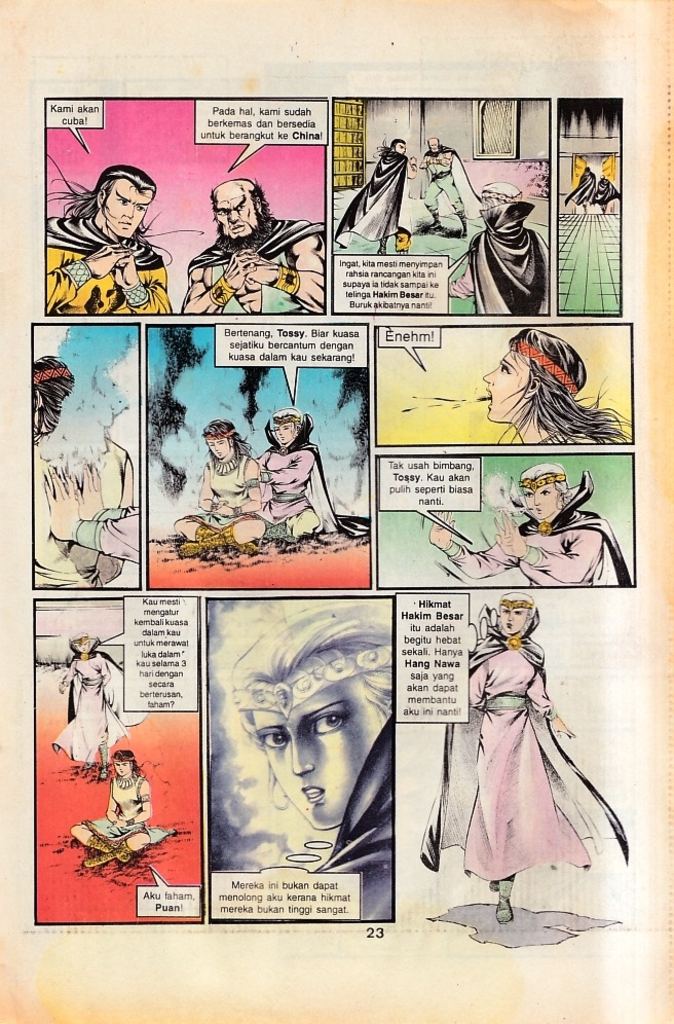 Kami akan
cuba!
Pada hal, kami sudah
berkemas dan bersedia
untuk berangkut ke China!
Ingat, kita mesti menyimpan
rahsia rancangan kita ini
supaya ia tidak sampai ke
telinga Hakim Besar itu.
Buruk akibatnya nanti!
Bertenang, Tossy. Biar kuasa
sejatiku bercantum dengan
kuasa dalam kau sekarang!
Ènehm!
Tak usah bimbang,
Tossy. Kau akan
pulih seperti biasa
nanti.
Kau mesti
mengatur
kembali kuasa
dalam kau
untuk merawat
luka dalam
kau selama 3
hari dengan
secara
berterusan,
faham?
Aku faham,
Puan!
Mereka ini bukan dapat
menolong aku kerana hikmat
mereka bukan tinggi sangat.
Hikmat
Hakim Besar
itu adalah
begitu hebat
sekali. Hanya
Hang Nawa
saja yang
akan dapat
membantu
aku ini nanti!
23